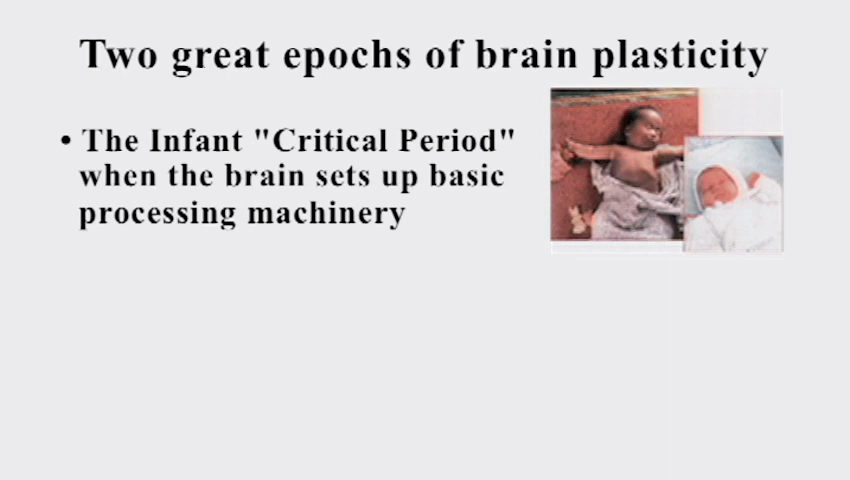 Two great epochs of brain plasticity
• The Infant "Critical Period"
when the brain sets up basic
processing machinery